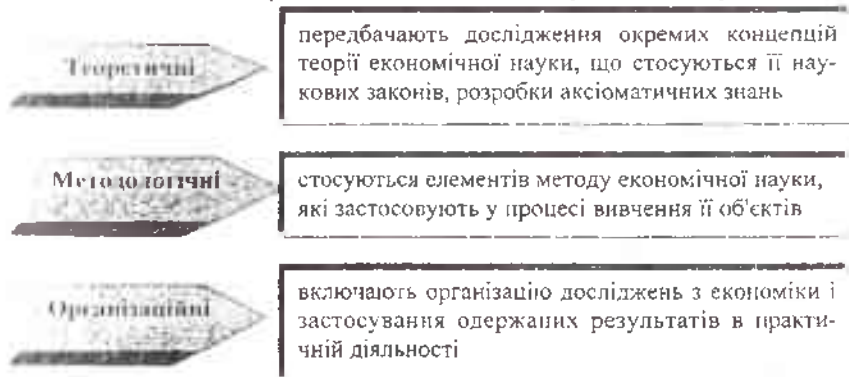 Теоретичні
передбачають дослідження окремих концепцій
теорії економічної науки, що стосуються її нау-
кових законів, розробки аксіоматичних знань
Методологічні
стосуються елементів методу економічної науки,
які застосовують у процесі вивчення її об'єктів
Організаційні
включають організацію досліджень з економіки і
застосування одержаних результатів в практи-
чній діяльності